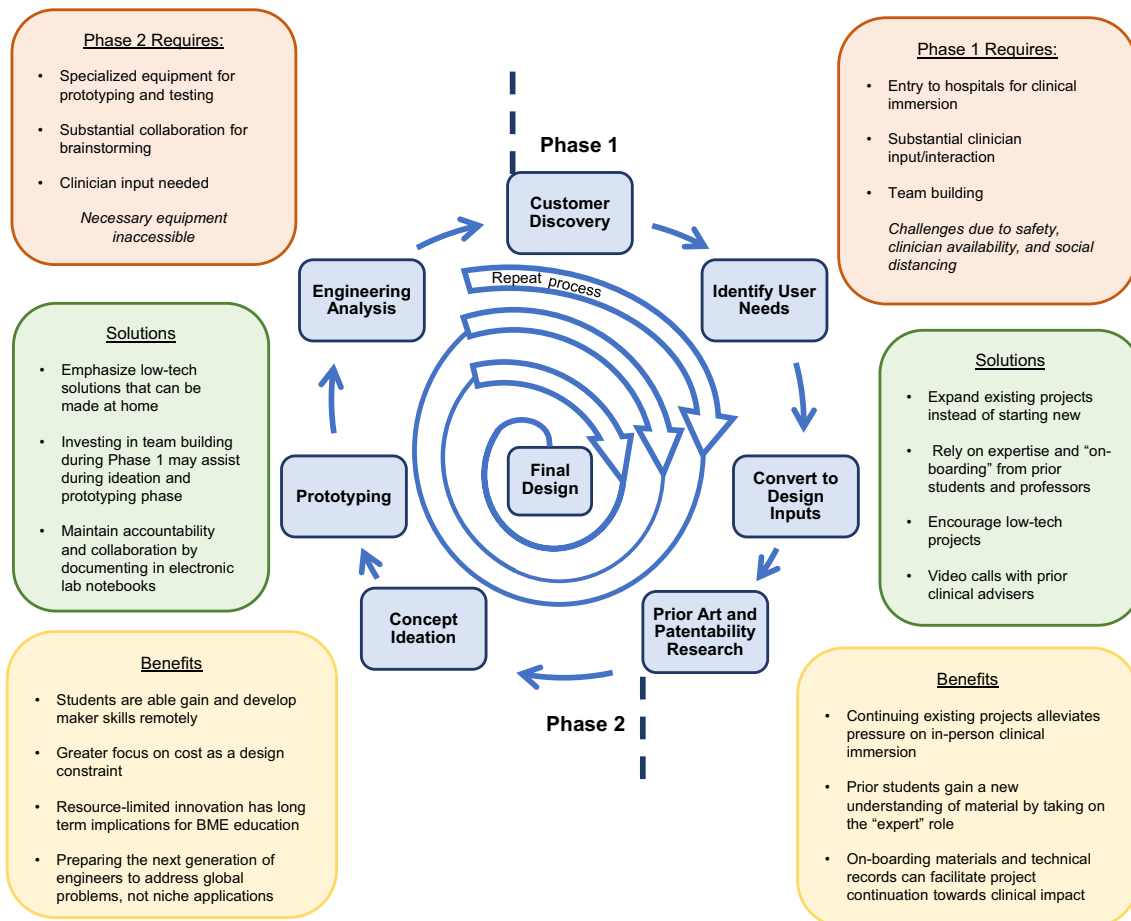 Phase 2 Requires:
• Specialized equipment for
prototyping and testing
• Substantial collaboration for
brainstorming
• Clinician input needed
Necessary equipment
inaccessible
Solutions
• Emphasize low-tech
solutions that can be
made at home
• Investing in team building
during Phase 1 may assist
during ideation and
prototyping phase
• Maintain accountability
and collaboration by
documenting in electronic
lab notebooks
Benefits
• Students are able gain and develop
maker skills remotely
• Greater focus on cost as a design
constraint
• Resource-limited innovation has long
term implications for BME education
• Preparing the next generation of
engineers to address global
problems, not niche applications
Phase 1
Customer
Discovery
Identify User
Needs
Convert to
Design
Inputs
Prior Art and
Patentability
Research
Phase 2
Concept
Ideation
Prototyping
Engineering
Analysis
Repeat process
Final
Design
Phase 1 Requires:
• Entry to hospitals for clinical
immersion
• Substantial clinician
input/interaction
• Team building
Challenges due to safety,
clinician availability, and social
distancing
Solutions
• Expand existing projects
instead of starting new
• Rely on expertise and “on-
boarding” from prior
students and professors
• Encourage low-tech
projects
• Video calls with prior
clinical advisers
Benefits
• Continuing existing projects alleviates
pressure on in-person clinical
immersion
• Prior students gain a new
understanding of material by taking on
the “expert” role
• On-boarding materials and technical
records can facilitate project
continuation towards clinical impact